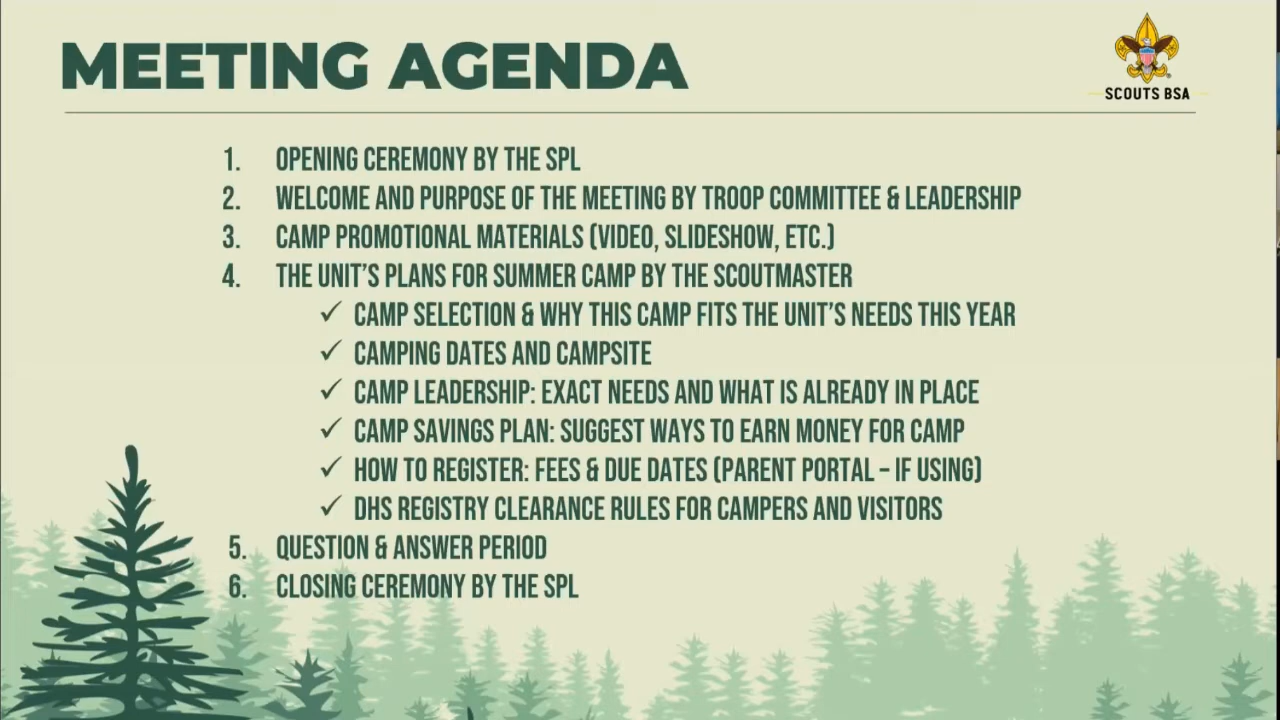 MEETING AGENDA
SCOUTS BSA
1. OPENING CEREMONY BY THE SPL
2. WELCOME AND PURPOSE OF THE MEETING BY TROOP COMMITTEE & LEADERSHIP
3. CAMP PROMOTIONAL MATERIALS (VIDEO, SLIDESHOW, ETC.)
4. THE UNIT'S PLANS FOR SUMMER CAMP BY THE SCOUTMASTER
✓ CAMP SELECTION & WHY THIS CAMP FITS THE UNIT'S NEEDS THIS YEAR
✓ CAMPING DATES AND CAMPSITE
✓ CAMP LEADERSHIP: EXACT NEEDS AND WHAT IS ALREADY IN PLACE
✓ CAMP SAVINGS PLAN: SUGGEST WAYS TO EARN MONEY FOR CAMP
✓ HOW TO REGISTER: FEES & DUE DATES (PARENT PORTAL – IF USING)
✓ DHS REGISTRY CLEARANCE RULES FOR CAMPERS AND VISITORS
5. QUESTION & ANSWER PERIOD
6. CLOSING CEREMONY BY THE SPL